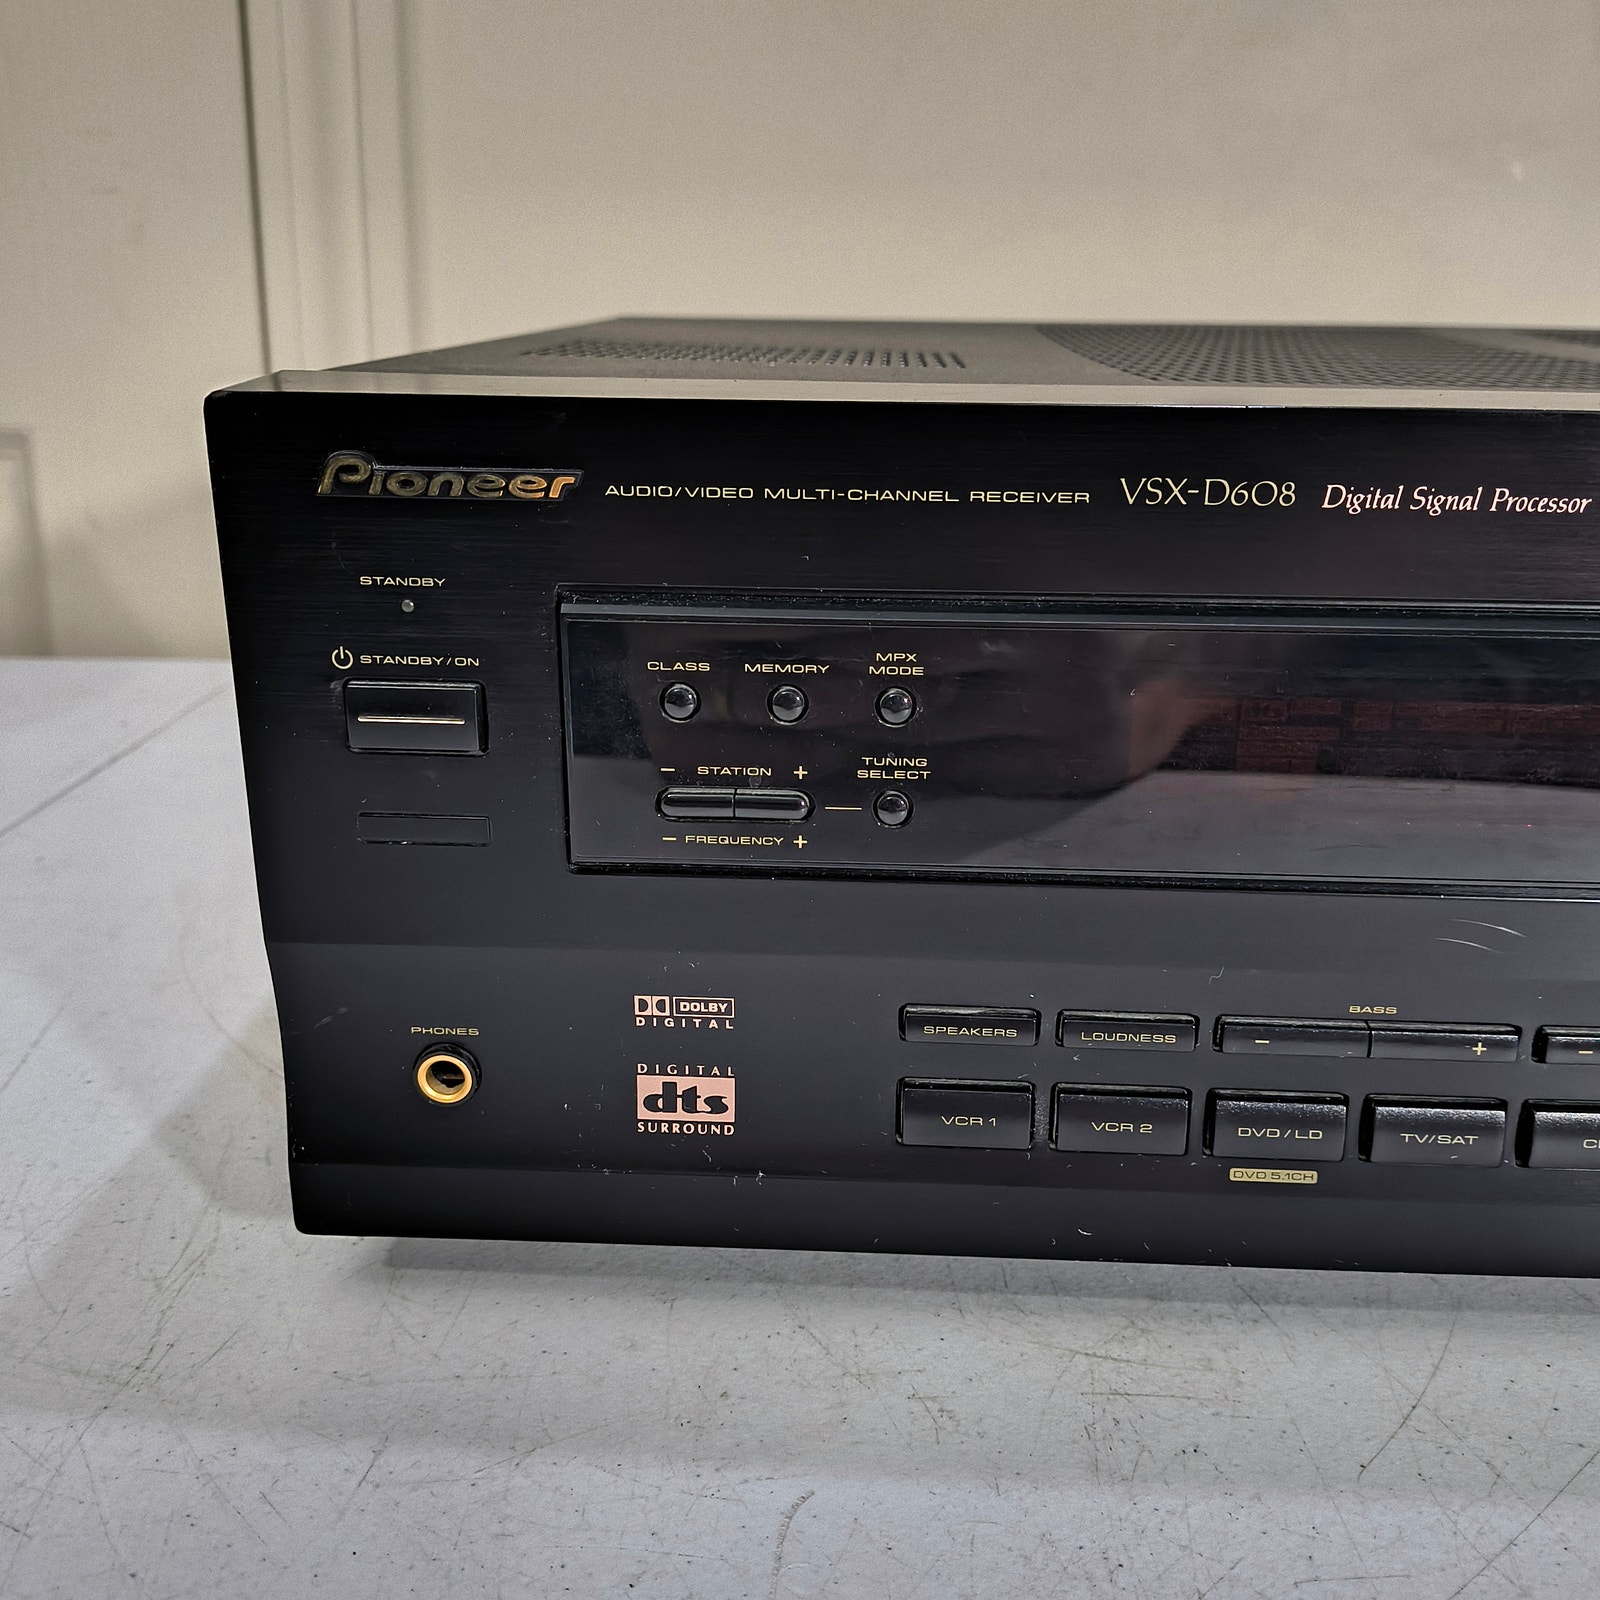 Pioneer AUDIO/VIDEO MULTI-CHANNEL RECEIVER VSX-D608 Digital Signal Processor
STANDBY
STANDBY/ON
CLASS MEMORY MPX MODE
− STATION + TUNING SELECT
− FREQUENCY +
PHONES
DOLBY
DIGITAL
DIGITAL
dts
SURROUND
BASS
SPEAKERS LOUDNESS − + −
VCR 1 VCR 2 DVD/LD TV/SAT
DVD 5.1CH